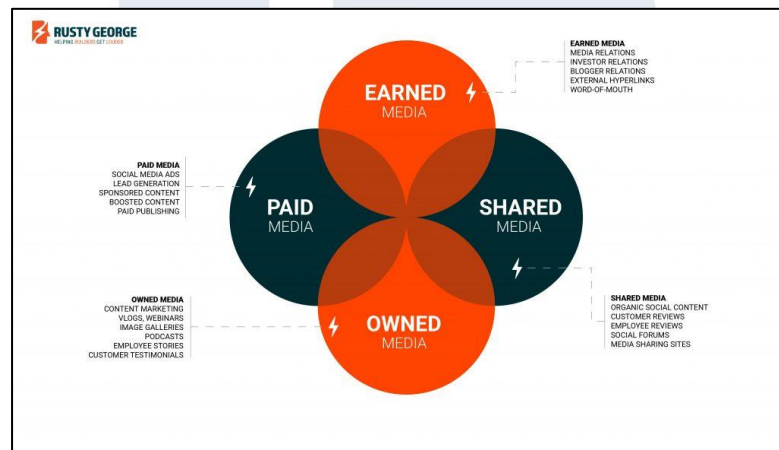 RUSTY GEORGE
HELPING BUILDERS GET LOUDER
EARNED MEDIA
MEDIA RELATIONS
INVESTOR RELATIONS
BLOGGER RELATIONS
EXTERNAL HYPERLINKS
WORD-OF-MOUTH
EARNED
MEDIA
PAID MEDIA
SOCIAL MEDIA ADS
LEAD GENERATION
SPONSORED CONTENT
BOOSTED CONTENT
PAID PUBLISHING
PAID
MEDIA
SHARED
MEDIA
OWNED MEDIA
CONTENT MARKETING
VLOGS, WEBINARS
IMAGE GALLERIES
PODCASTS
EMPLOYEE STORIES
CUSTOMER TESTIMONIALS
OWNED
MEDIA
SHARED MEDIA
ORGANIC SOCIAL CONTENT
CUSTOMER REVIEWS
EMPLOYEE REVIEWS
SOCIAL FORUMS
MEDIA SHARING SITES